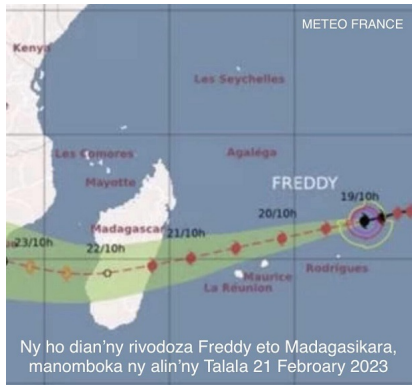 METEO FRANCE
Kenya
Les Seychelles
Les Comores
Agaléga
Mayotte
FREDDY
19/10h
20/10h
Madagascar
21/10h
23/10h
22/10h
Rodrigues
Maurice
La Réunion
Ny ho dian'ny rivodoza Freddy eto Madagasikara,
manomboka ny alin'ny Talala 21 Febroary 2023